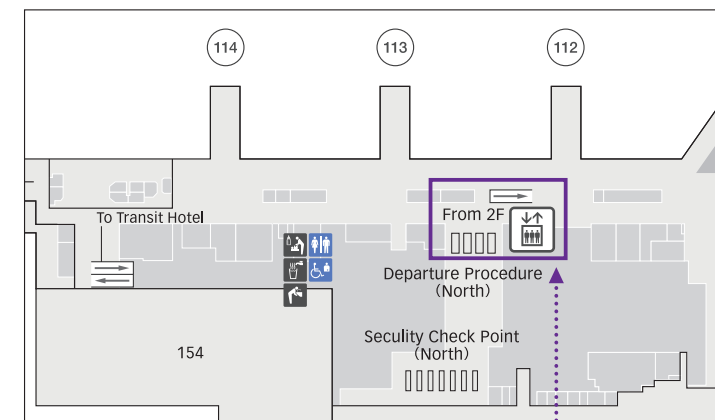 114
113
112
From 2F
To Transit Hotel
Departure Procedure
(North)
Seculity Check Point
(North)
154